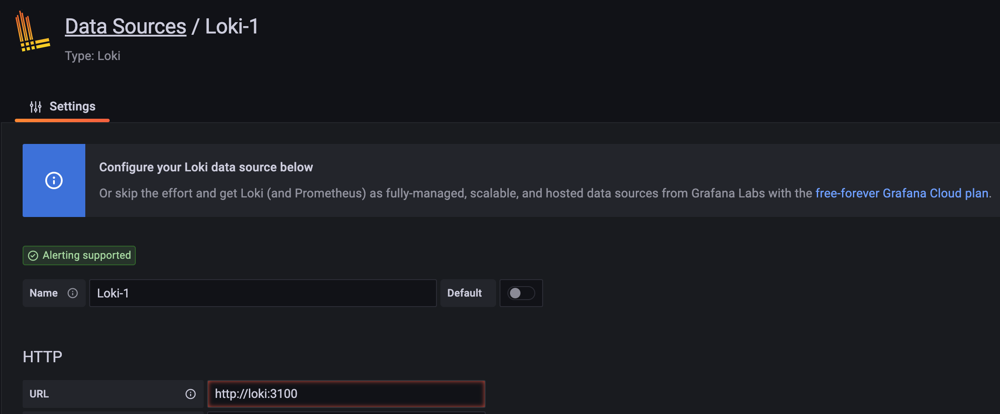 Data Sources / Loki-1
Type: Loki
Settings
Configure your Loki data source below
Or skip the effort and get Loki (and Prometheus) as fully-managed, scalable, and hosted data sources from Grafana Labs with the free-forever Grafana Cloud plan.
Alerting supported
Name Loki-1 Default
HTTP
URL http://loki:3100